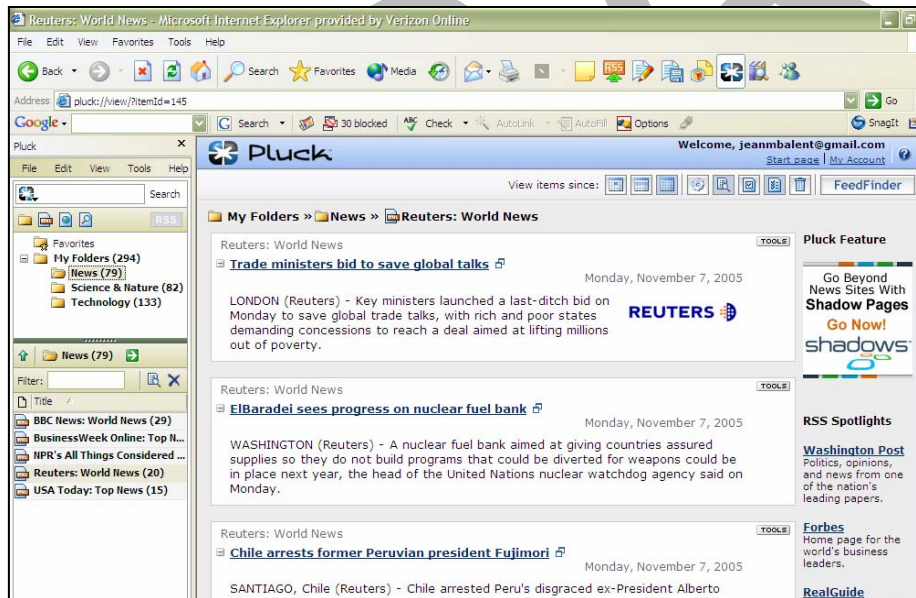 Reuters: World News - Microsoft Internet Explorer provided by Verizon Online
File Edit View Favorites Tools Help
Back Search Favorites Media
Address pluck://view/?itemId=145 Go
Google Search 30 blocked Check AutoLink AutoFill Options SnagIt
Pluck
File Edit View Tools Help
Search
RSS
Favorites
My Folders (294)
News (79)
Science & Nature (82)
Technology (133)
News (79)
Filter:
Title
BBC News: World News (29)
BusinessWeek Online: Top N...
NPR's All Things Considered ...
Reuters: World News (20)
USA Today: Top News (15)
Pluck
Welcome, jeanmbalent@gmail.com
Start page | My Account
View items since: FeedFinder
My Folders » News » Reuters: World News
Reuters: World News TOOLS
Trade ministers bid to save global talks
Monday, November 7, 2005
LONDON (Reuters) - Key ministers launched a last-ditch bid on
Monday to save global trade talks, with rich and poor states
demanding concessions to reach a deal aimed at lifting millions
out of poverty.
REUTERS
Reuters: World News TOOLS
ElBaradei sees progress on nuclear fuel bank
Monday, November 7, 2005
WASHINGTON (Reuters) - A nuclear fuel bank aimed at giving countries assured
supplies so they do not build programs that could be diverted for weapons could be
in place next year, the head of the United Nations nuclear watchdog agency said on
Monday.
Reuters: World News TOOLS
Chile arrests former Peruvian president Fujimori
Monday, November 7, 2005
SANTIAGO, Chile (Reuters) - Chile arrested Peru's disgraced ex-President Alberto
Pluck Feature
Go Beyond
News Sites With
Shadow Pages
Go Now!
shadows
RSS Spotlights
Washington Post
Politics, opinions,
and news from one
of the nation's
leading papers.
Forbes
Home page for the
world's business
leaders.
RealGuide